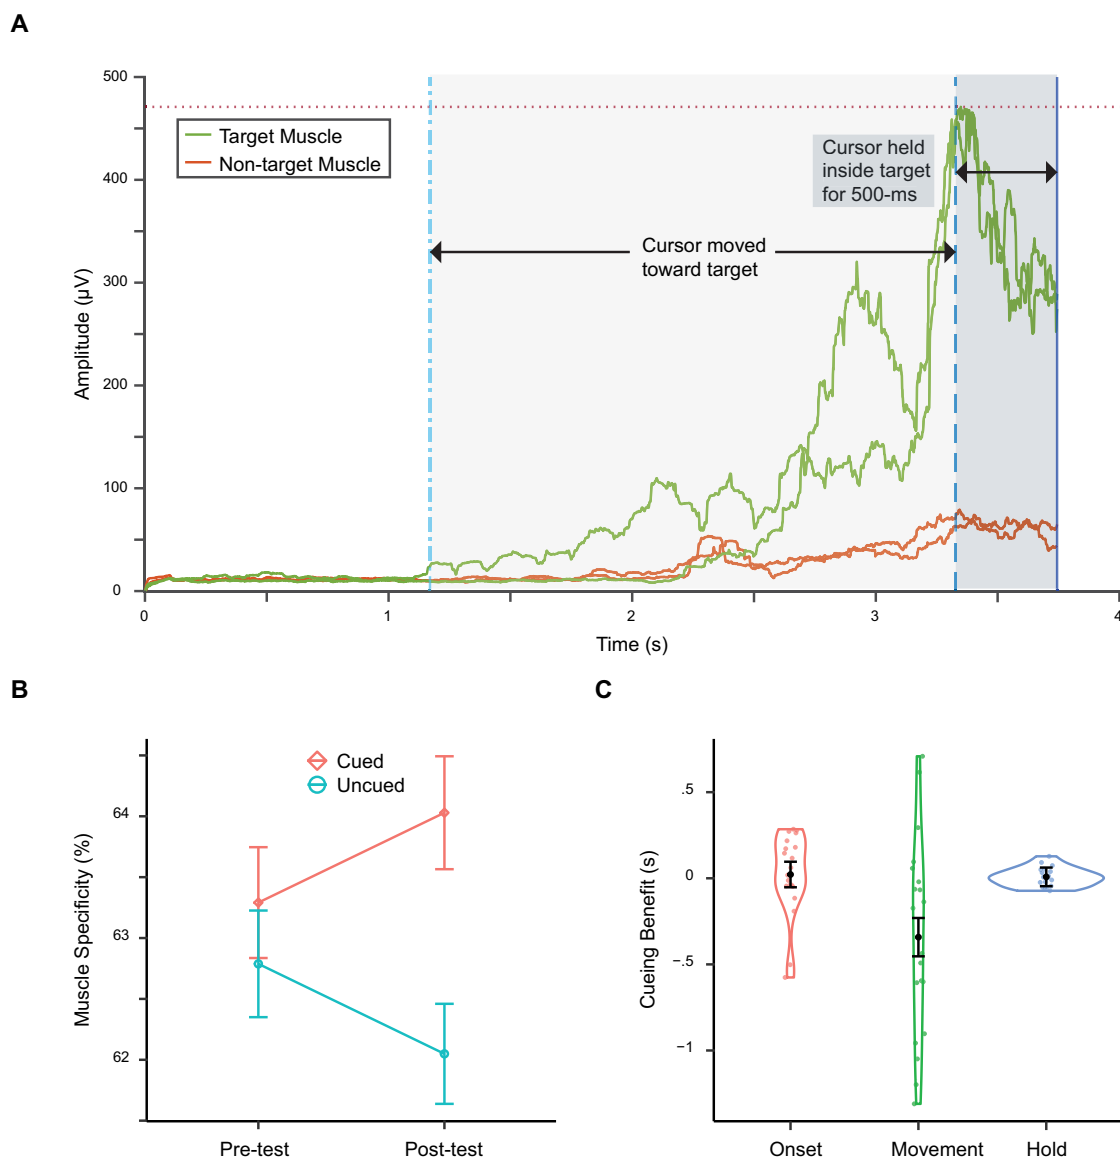 A
500
400
300
200
100
0
Amplitude (μV)
Target Muscle
Non-target Muscle
Cursor held
inside target
for 500-ms
Cursor moved
toward target
0
1
2
3
4
Time (s)
B
64
63
62
Muscle Specificity (%)
Cued
Uncued
Pre-test
Post-test
C
.5
0
−.5
−1
Cueing Benefit (s)
Onset
Movement
Hold